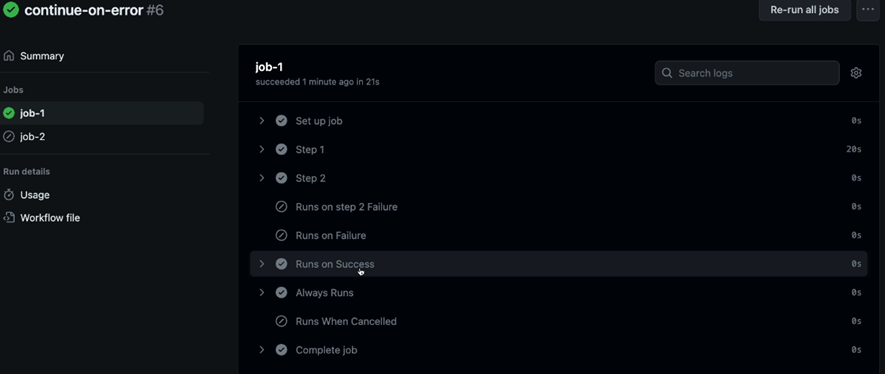 continue-on-error #6
Re-run all jobs
Summary
Jobs
job-1
job-2
Run details
Usage
Workflow file
job-1
succeeded 1 minute ago in 21s
Search logs
Set up job 0s
Step 1 20s
Step 2 0s
Runs on step 2 Failure 0s
Runs on Failure 0s
Runs on Success 0s
Always Runs 0s
Runs When Cancelled 0s
Complete job 0s